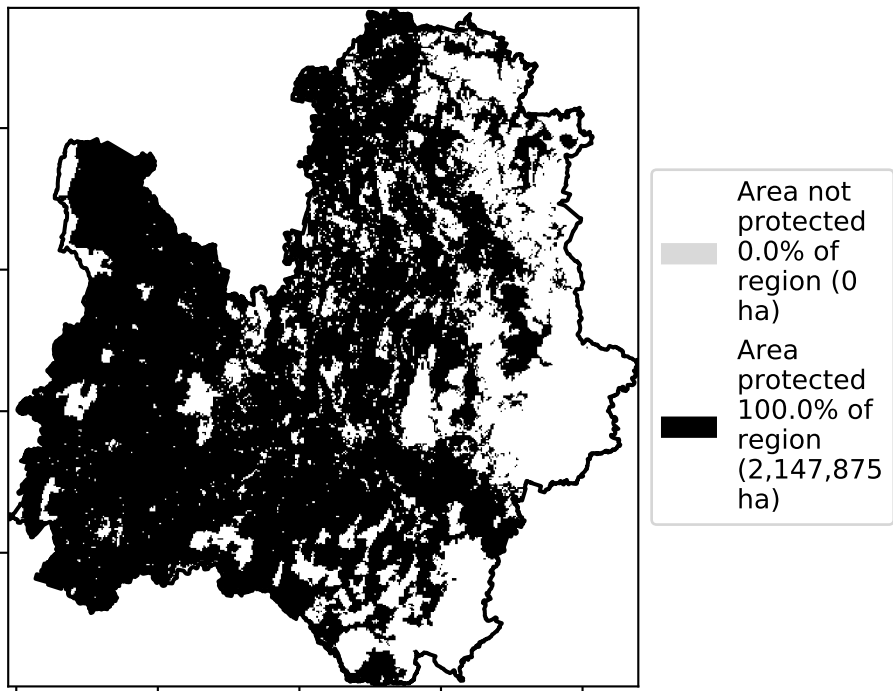 Area not
protected
0.0% of
region (0
ha)
Area
protected
100.0% of
region
(2,147,875
ha)